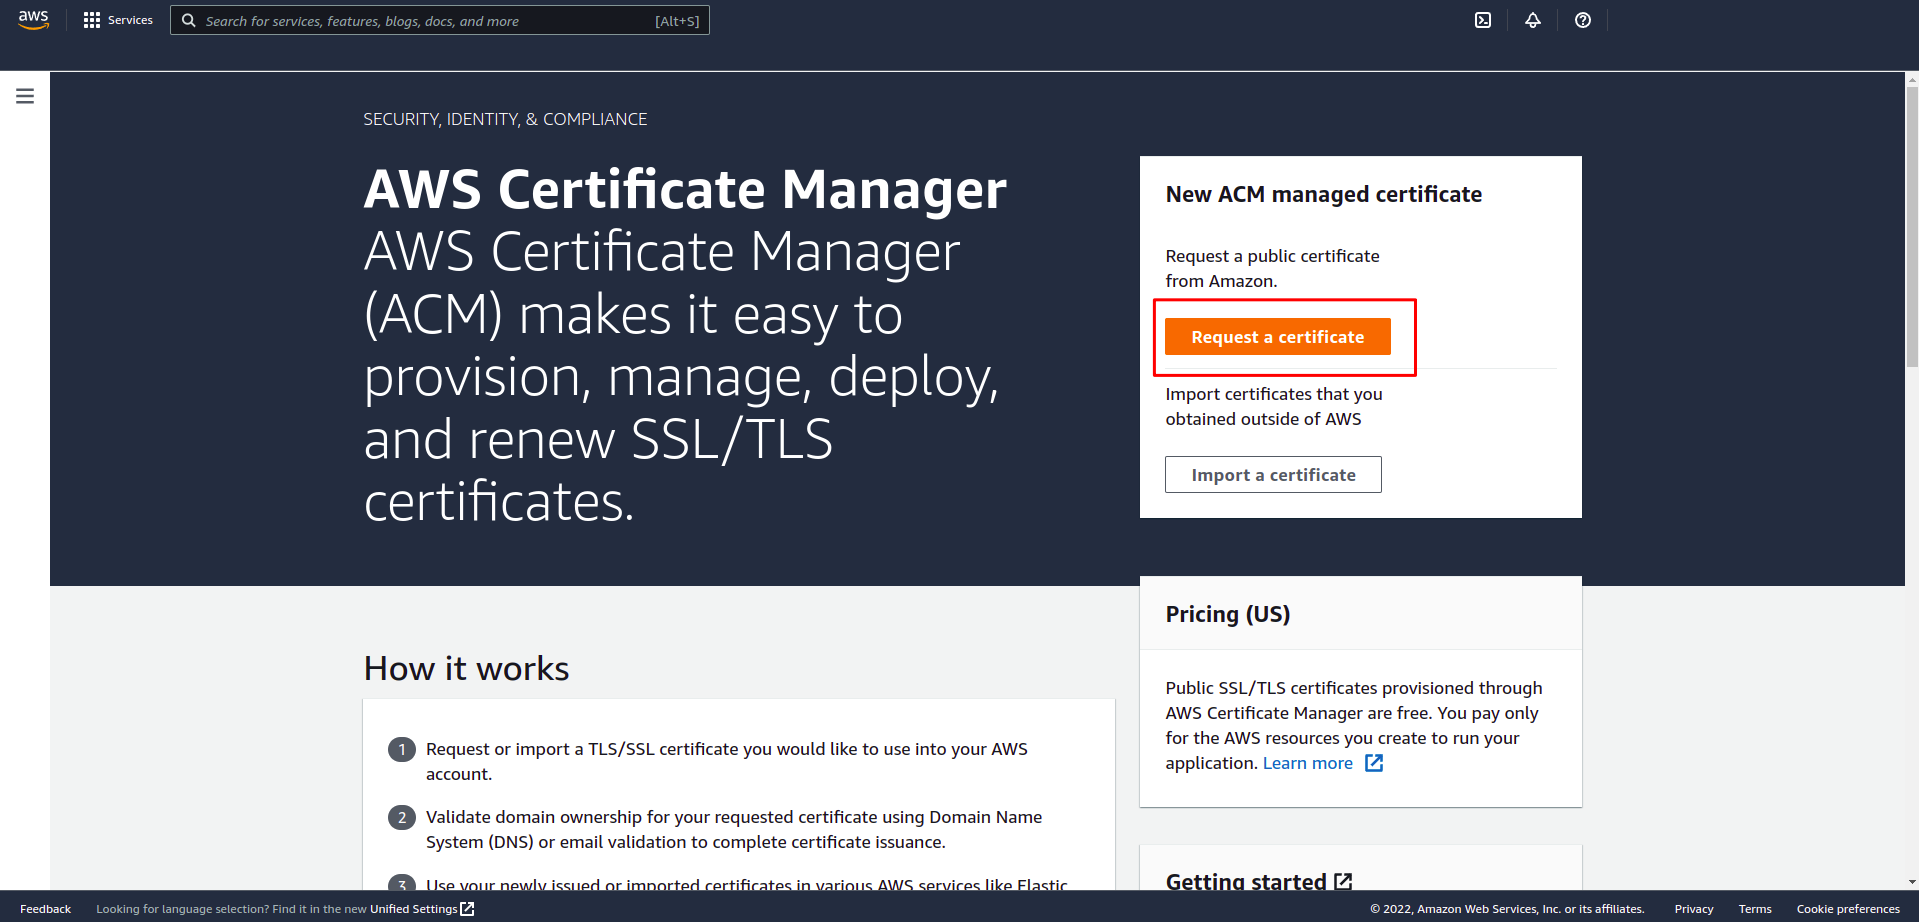 aws
Services
Search for services, features, blogs, docs, and more
[Alt+S]
SECURITY, IDENTITY, & COMPLIANCE
AWS Certificate Manager
AWS Certificate Manager
(ACM) makes it easy to
provision, manage, deploy,
and renew SSL/TLS
certificates.
New ACM managed certificate
Request a public certificate
from Amazon.
Request a certificate
Import certificates that you
obtained outside of AWS
Import a certificate
Pricing (US)
Public SSL/TLS certificates provisioned through
AWS Certificate Manager are free. You pay only
for the AWS resources you create to run your
application. Learn more
How it works
1 Request or import a TLS/SSL certificate you would like to use into your AWS
account.
2 Validate domain ownership for your requested certificate using Domain Name
System (DNS) or email validation to complete certificate issuance.
3 Use your newly issued or imported certificates in various AWS services like Elastic
Getting started
Feedback
Looking for language selection? Find it in the new Unified Settings
© 2022, Amazon Web Services, Inc. or its affiliates.
Privacy
Terms
Cookie preferences